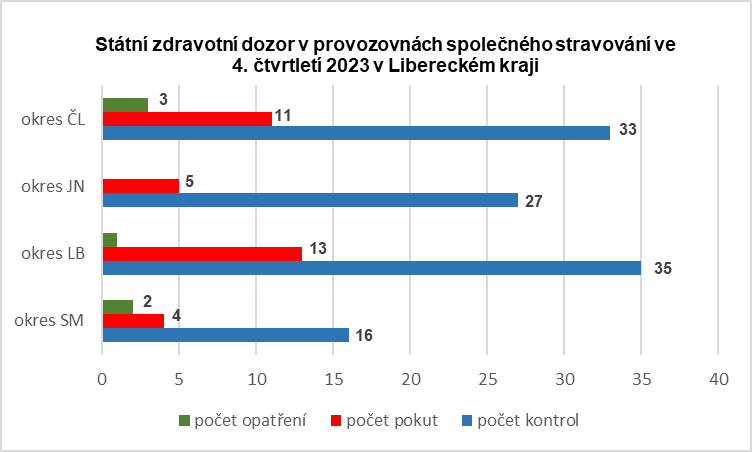 Státní zdravotní dozor v provozovnách společného stravování ve
4. čtvrtletí 2023 v Libereckém kraji
okres ČL
3
11
33
okres JN
5
27
okres LB
13
35
okres SM
2
4
16
0 5 10 15 20 25 30 35 40
počet opatření počet pokut počet kontrol